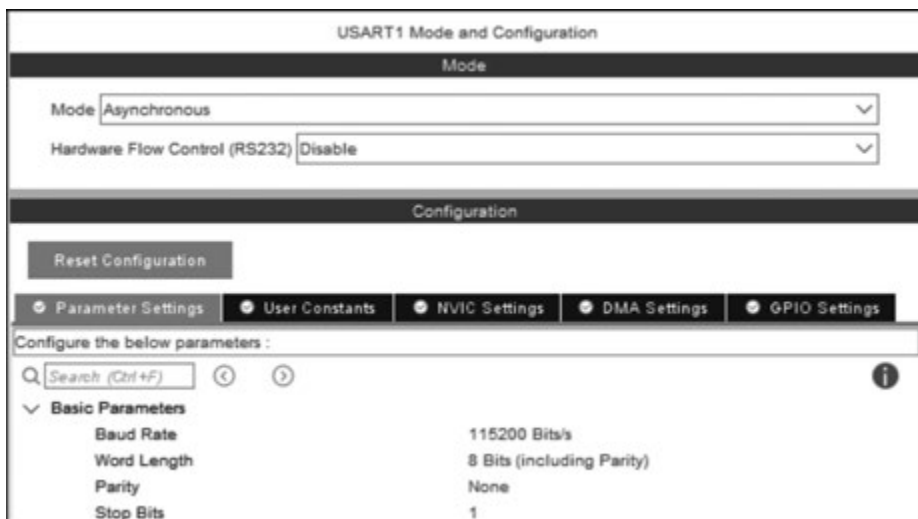 USART1 Mode and Configuration
Mode
Mode Asynchronous
Hardware Flow Control (RS232) Disable
Configuration
Reset Configuration
Parameter Settings User Constants NVIC Settings DMA Settings GPIO Settings
Configure the below parameters :
Search (Ctrl+F)
Basic Parameters
Baud Rate 115200 Bits/s
Word Length 8 Bits (including Parity)
Parity None
Stop Bits 1